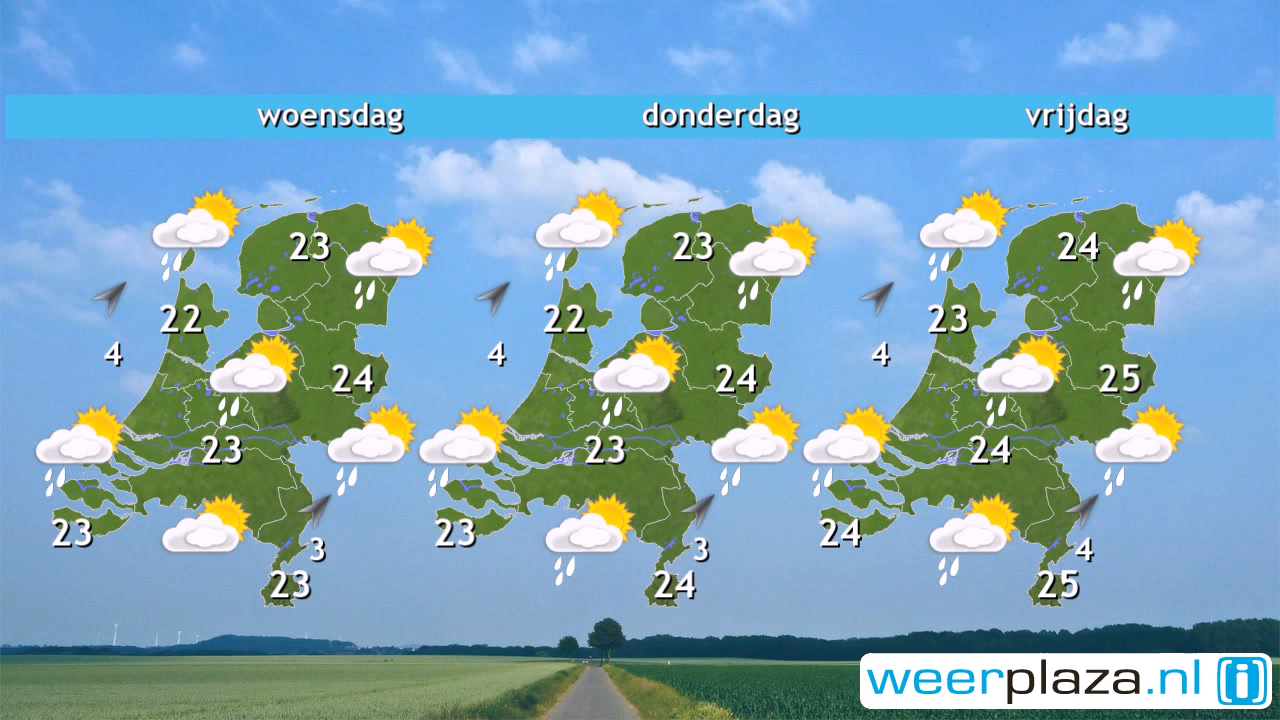 woensdag donderdag vrijdag
23 23 24
22 22 23
4 4 4
24 24 25
23 23 24
23 23 24
3 3 4
23 24 25
weerplaza.nl i